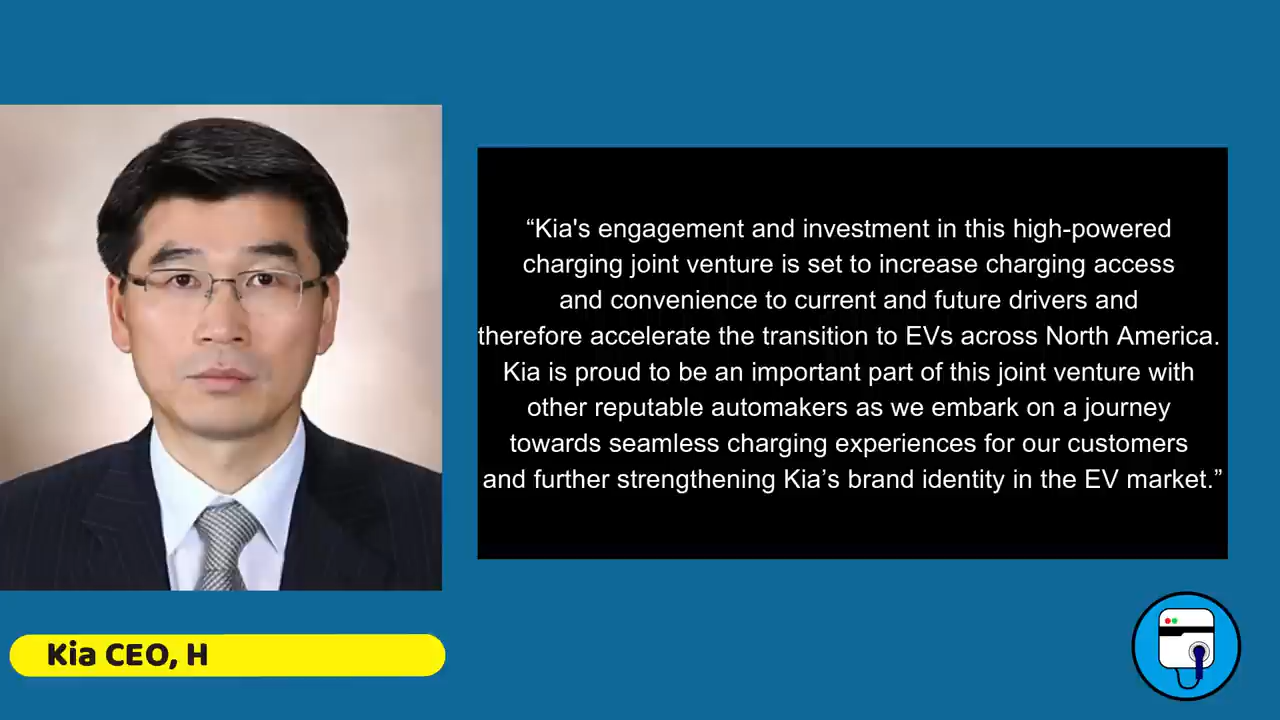 “Kia's engagement and investment in this high-powered
charging joint venture is set to increase charging access
and convenience to current and future drivers and
therefore accelerate the transition to EVs across North America.
Kia is proud to be an important part of this joint venture with
other reputable automakers as we embark on a journey
towards seamless charging experiences for our customers
and further strengthening Kia’s brand identity in the EV market.”
Kia CEO, H